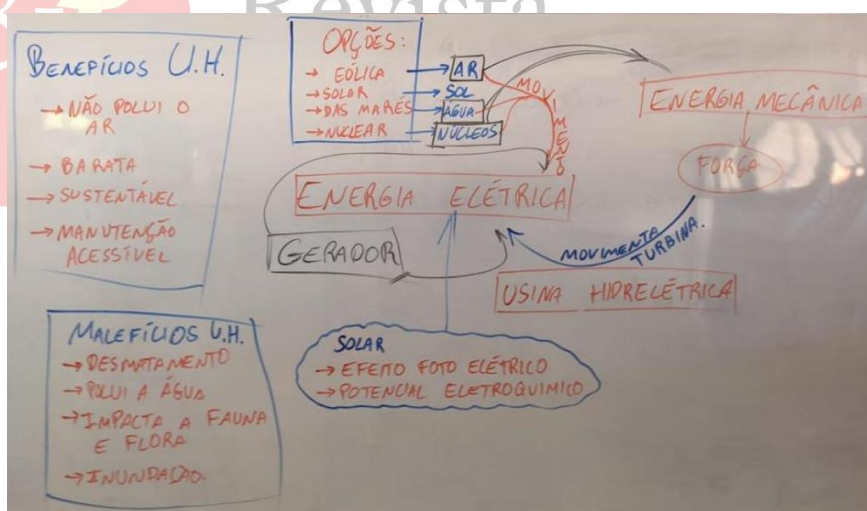 Revista
BENEFÍCIOS U.H.
→ NÃO POLUI O
AR
→ BARATA
→ SUSTENTÁVEL
→ MANUTENÇÃO
ACESSÍVEL
OPÇÕES:
→ EÓLICA → AR
→ SOLAR → SOL
→ DAS MARÉS → ÁGUA
→ NUCLEAR → NÚCLEOS
MOVIMENTO
ENERGIA MECÂNICA
FORÇA
ENERGIA ELÉTRICA
GERADOR
MOVIMENTA
TURBINA.
USINA HIDRELÉTRICA
MALEFÍCIOS U.H.
→ DESMATAMENTO
→ POLUI A ÁGUA
→ IMPACTA A FAUNA
E FLORA
→ INUNDAÇÃO.
SOLAR
→ EFEITO FOTO ELÉTRICO
→ POTENCIAL ELETROQUIMICO